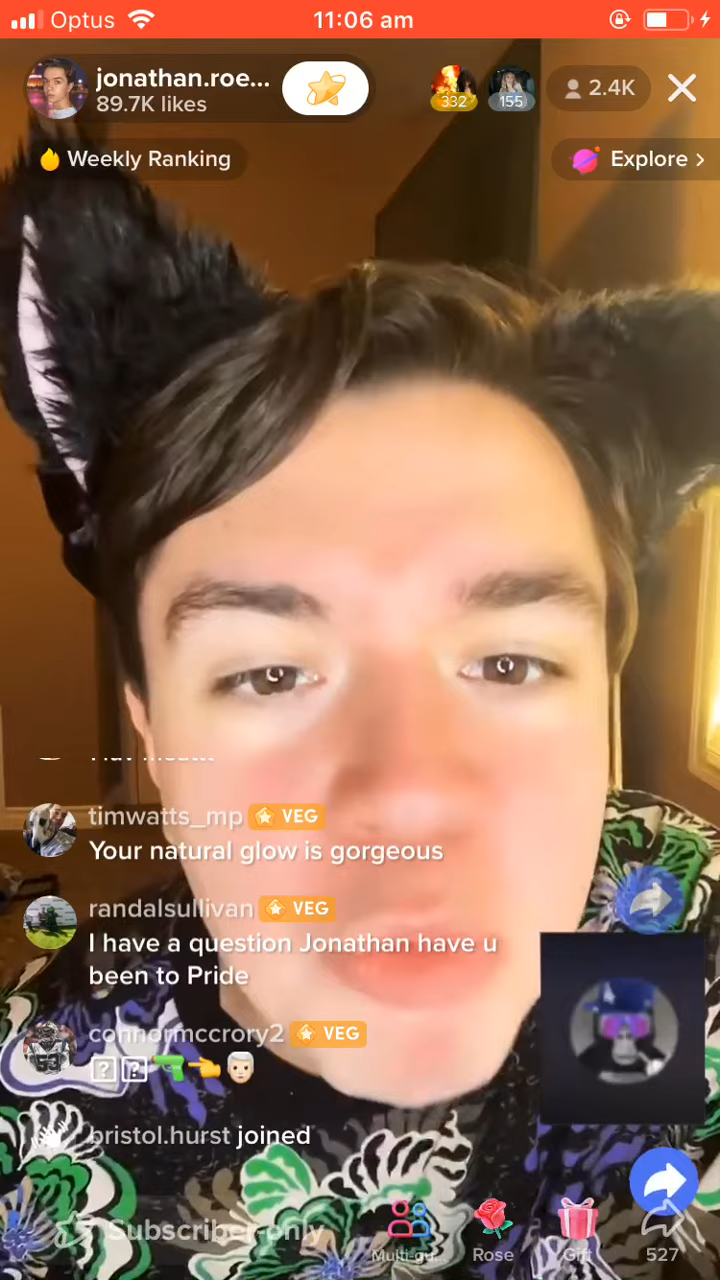 Optus
11:06 am
jonathan.roe...
89.7K likes
332
155
2.4K
Weekly Ranking
Explore >
timwatts_mp VEG
Your natural glow is gorgeous
randalsullivan VEG
I have a question Jonathan have u
been to Pride
connormccrory2 VEG
bristol.hurst joined
Subscriber-only
Multi-gu...
Rose
Gift
527